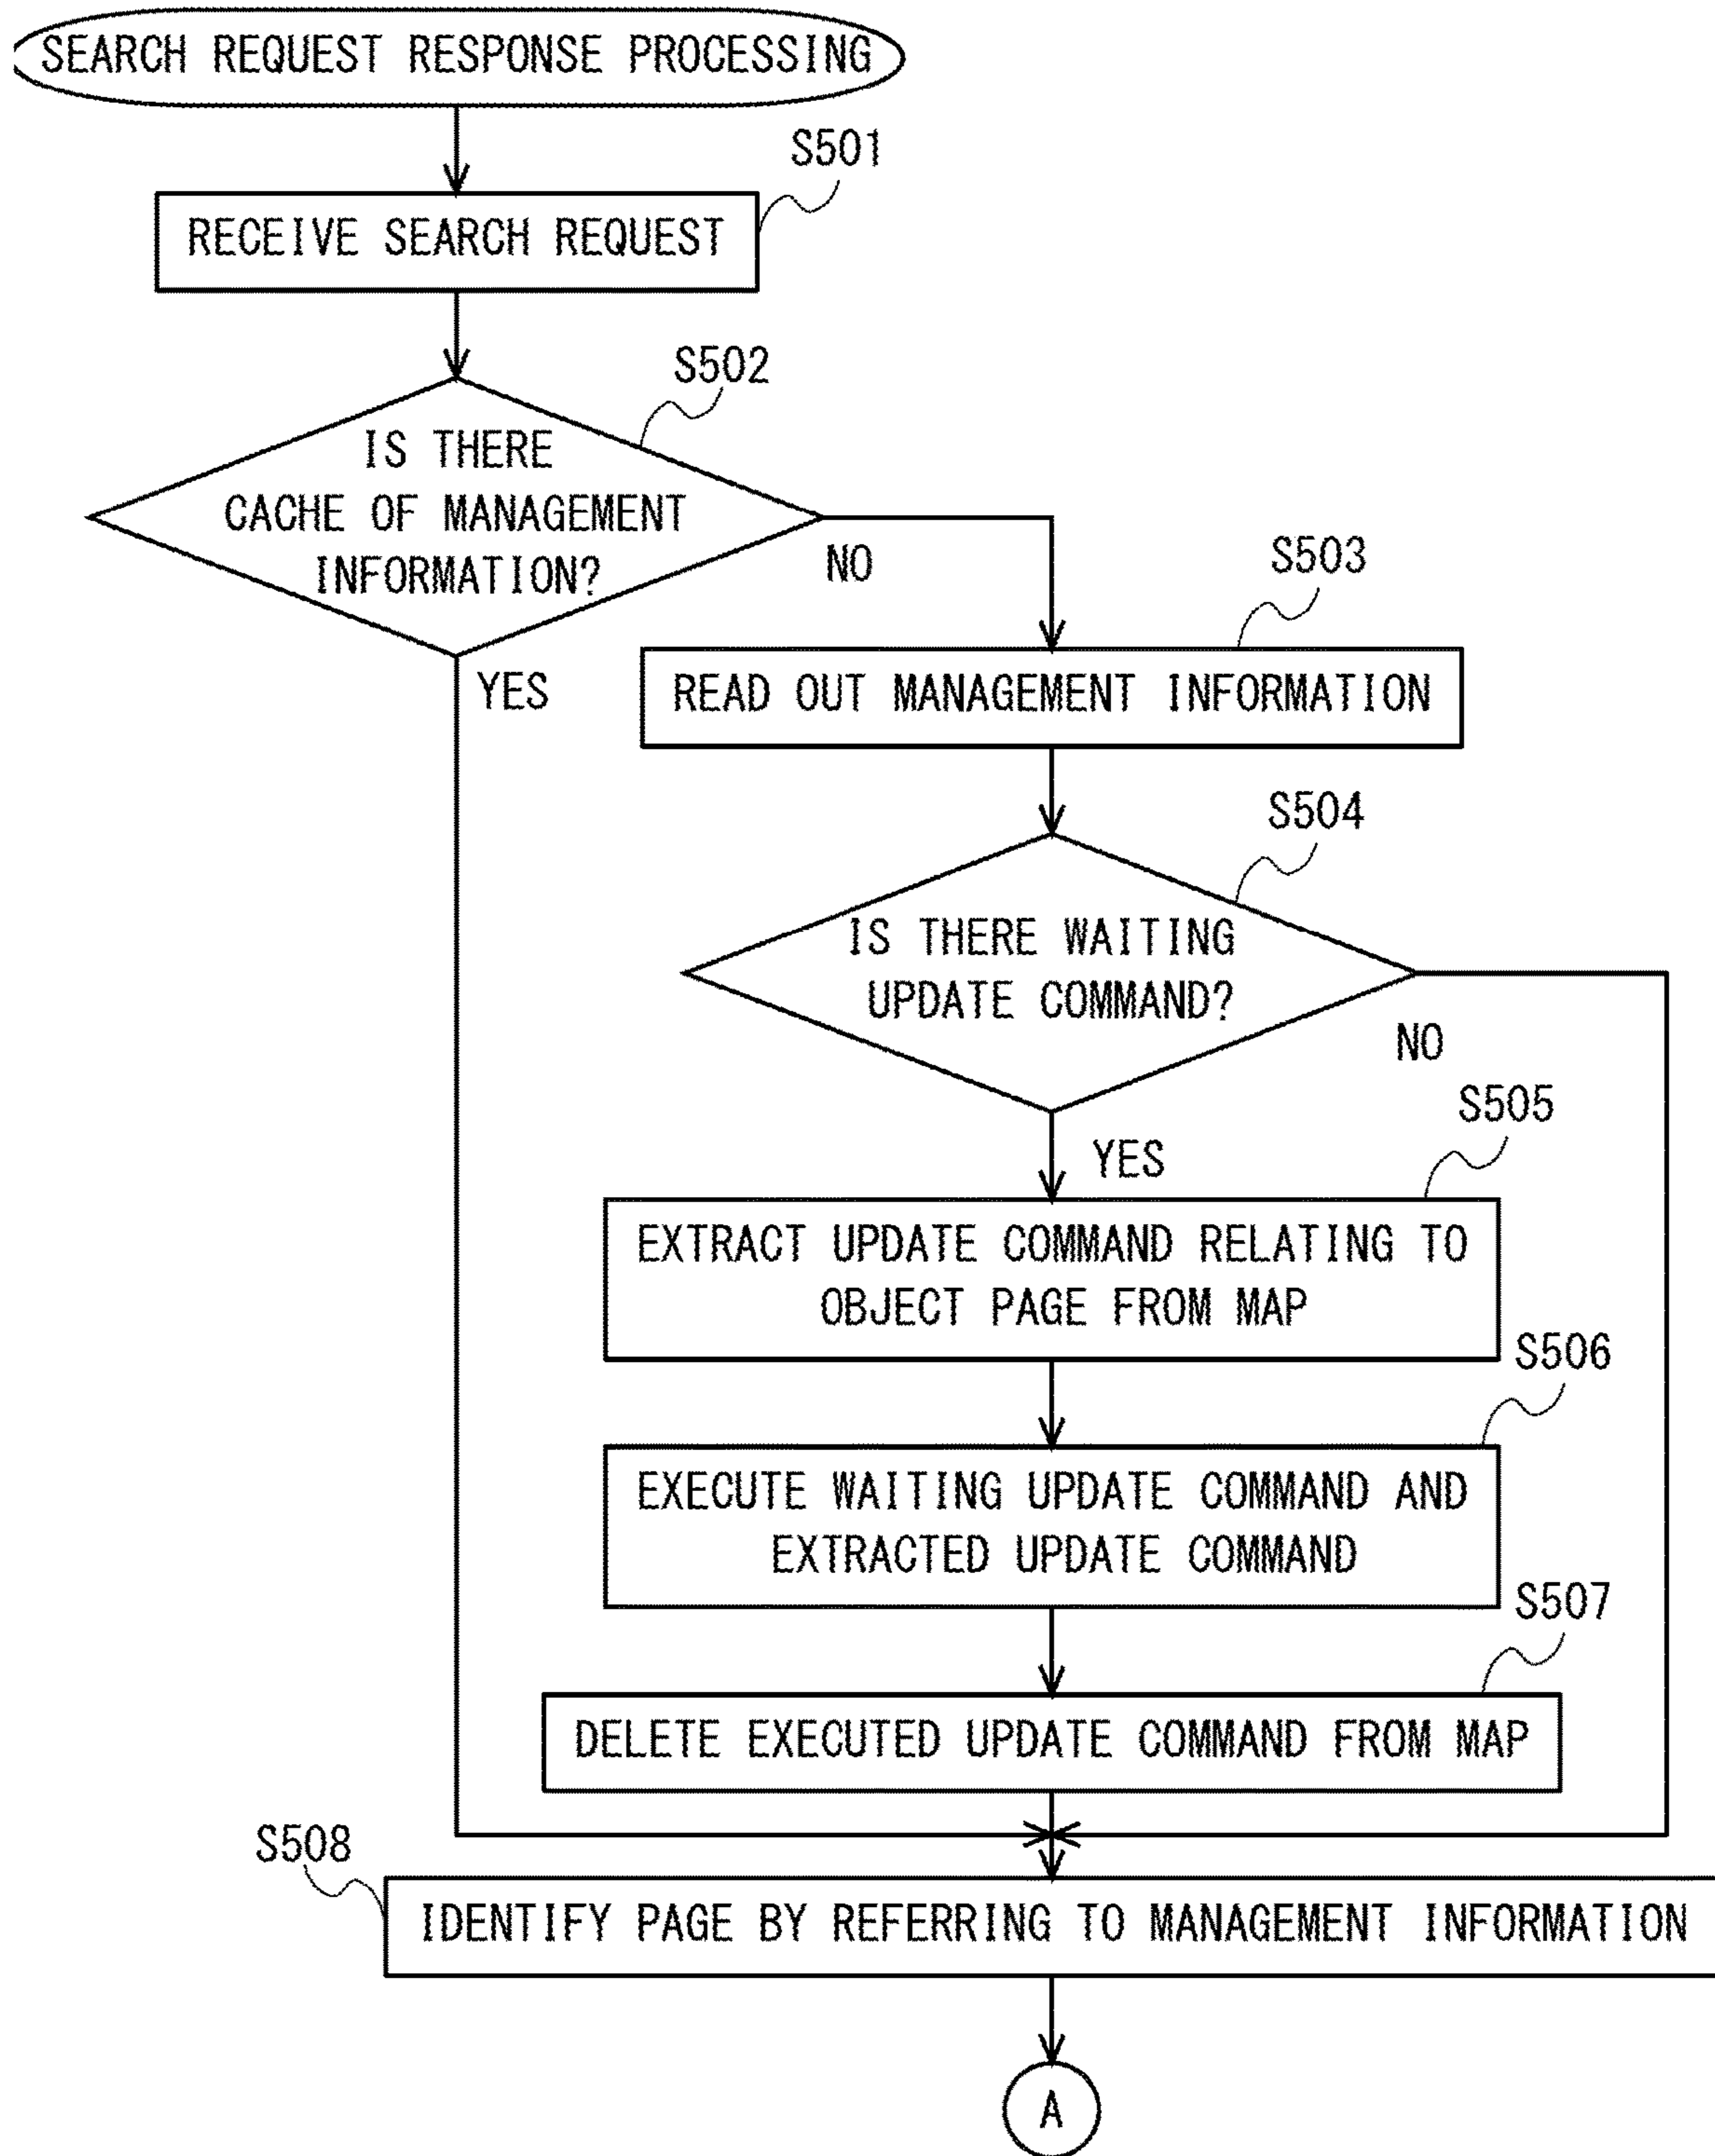 SEARCH REQUEST RESPONSE PROCESSING
S501
RECEIVE SEARCH REQUEST
S502
IS THERE
CACHE OF MANAGEMENT
INFORMATION?
NO
S503
YES
READ OUT MANAGEMENT INFORMATION
S504
IS THERE WAITING
UPDATE COMMAND?
NO
S505
YES
EXTRACT UPDATE COMMAND RELATING TO
OBJECT PAGE FROM MAP
S506
EXECUTE WAITING UPDATE COMMAND AND
EXTRACTED UPDATE COMMAND
S507
DELETE EXECUTED UPDATE COMMAND FROM MAP
S508
IDENTIFY PAGE BY REFERRING TO MANAGEMENT INFORMATION
A